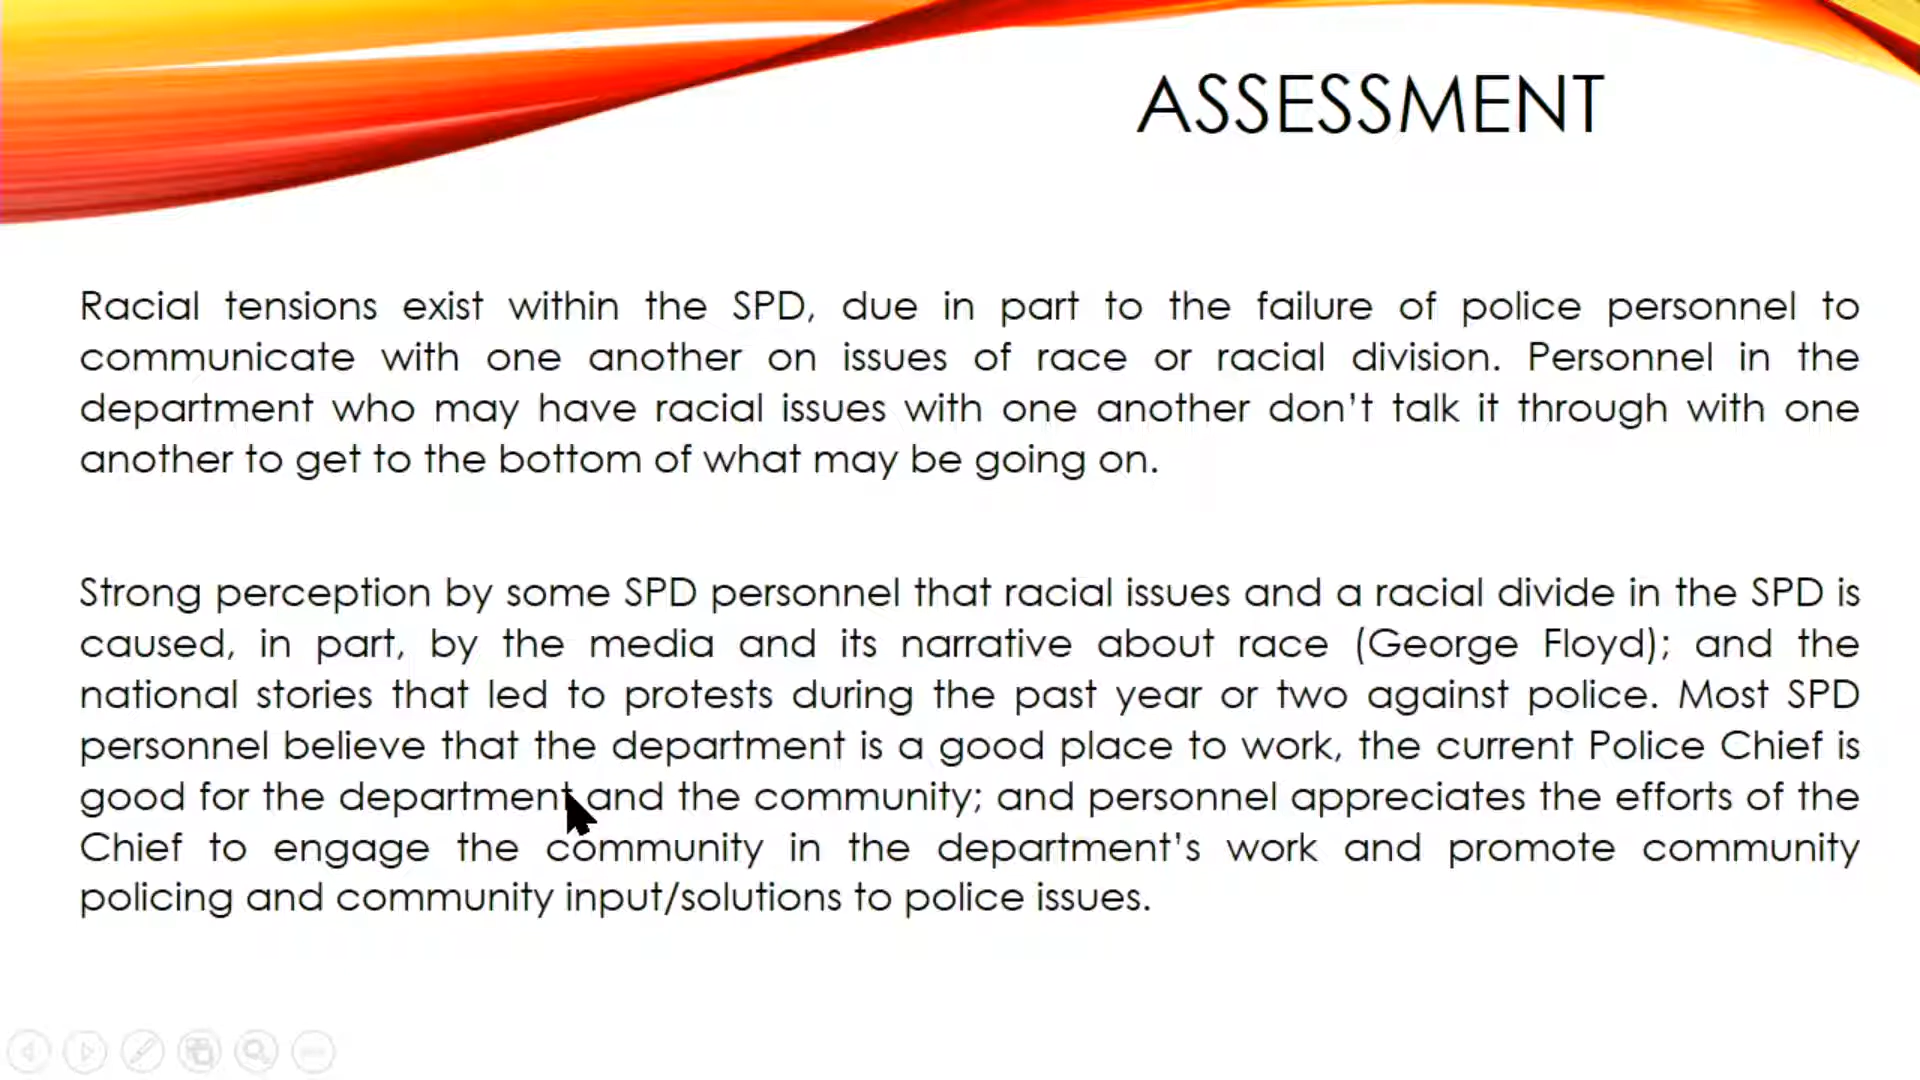 ASSESSMENT
Racial tensions exist within the SPD, due in part to the failure of police personnel to
communicate with one another on issues of race or racial division. Personnel in the
department who may have racial issues with one another don't talk it through with one
another to get to the bottom of what may be going on.
Strong perception by some SPD personnel that racial issues and a racial divide in the SPD is
caused, in part, by the media and its narrative about race (George Floyd); and the
national stories that led to protests during the past year or two against police. Most SPD
personnel believe that the department is a good place to work, the current Police Chief is
good for the department and the community; and personnel appreciates the efforts of the
Chief to engage the community in the department's work and promote community
policing and community input/solutions to police issues.